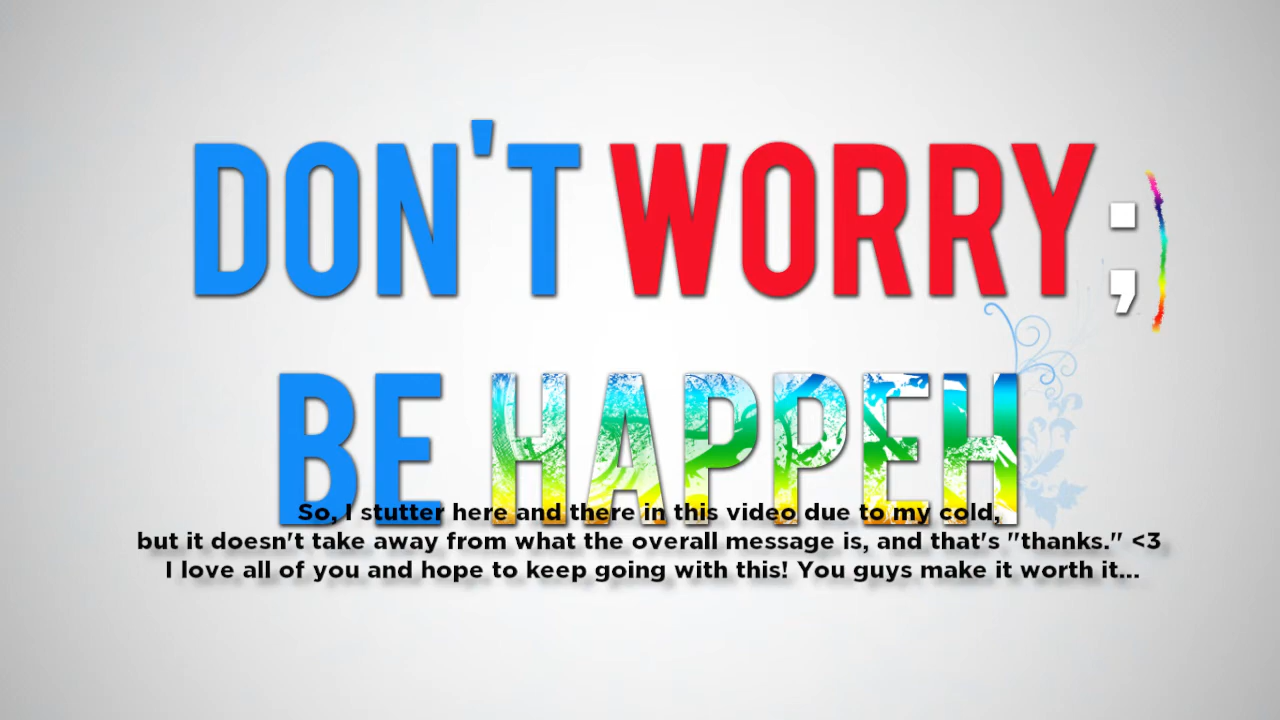 DON'T WORRY ;)
BE HAPPEH
So, I stutter here and there in this video due to my cold,
but it doesn't take away from what the overall message is, and that's "thanks." <3
I love all of you and hope to keep going with this! You guys make it worth it...